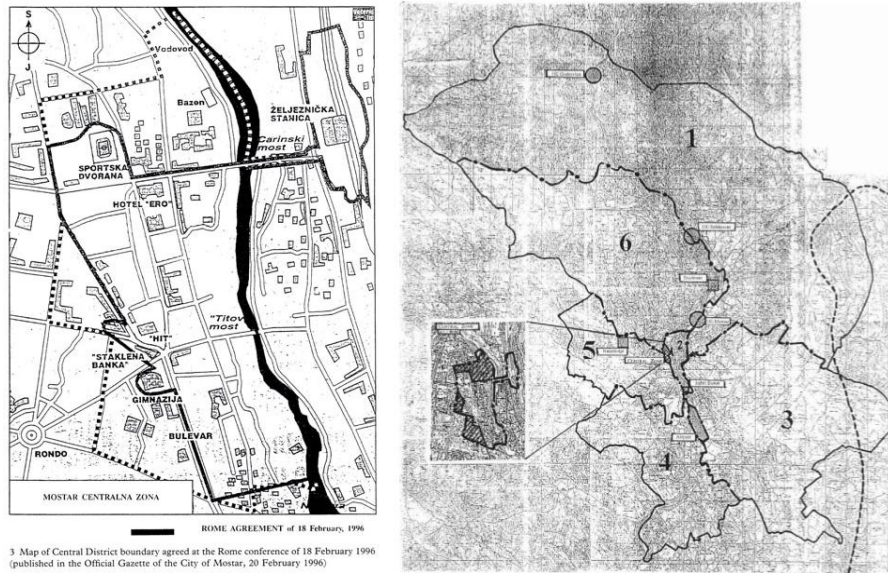 S
J
Vodovod
Bazen
ŽELJEZNIČKA
STANICA
Carinski
most
SPORTSKA
DVORANA
HOTEL "ERO"
"Titov"
most
"HIT"
"STAKLENA
BANKA"
GIMNAZIJA
BULEVAR
RONDO
MOSTAR CENTRALNA ZONA
ROME AGREEMENT of 18 February, 1996
3 Map of Central District boundary agreed at the Rome conference of 18 February 1996
(published in the Official Gazette of the City of Mostar, 20 February 1996)
1
6
5
2
3
4